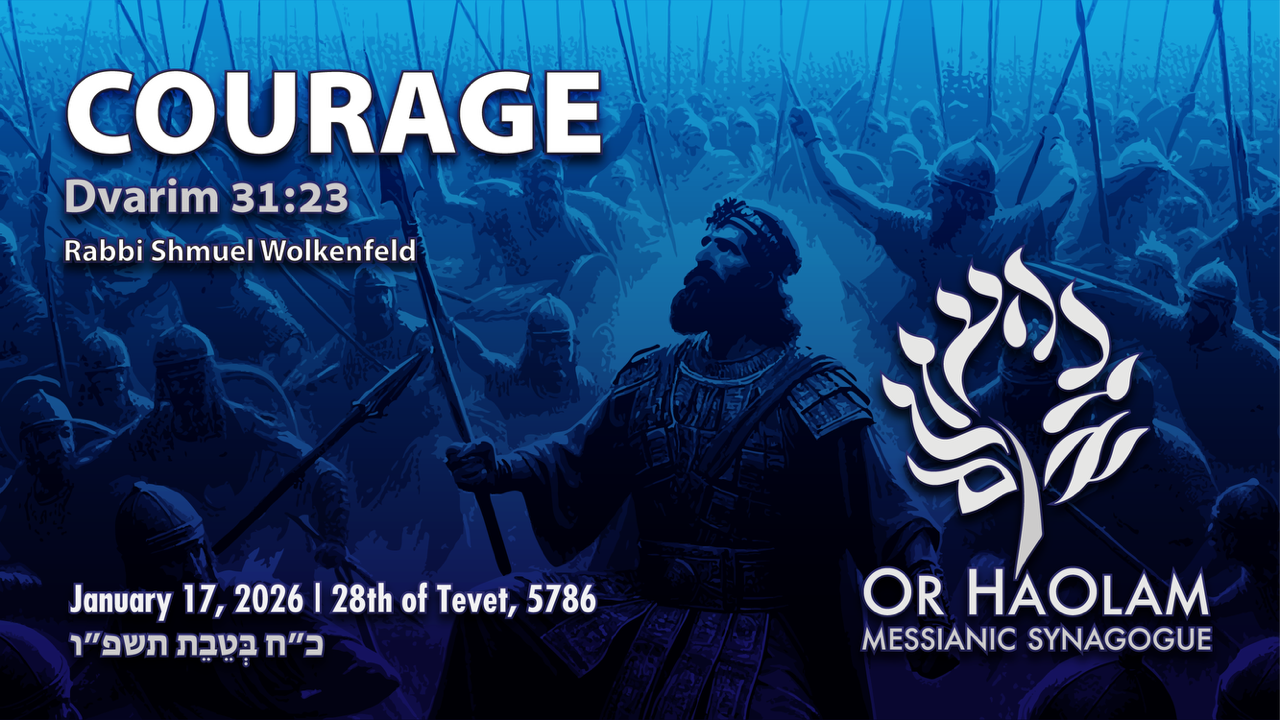 COURAGE
Dvarim 31:23
Rabbi Shmuel Wolkenfeld
January 17, 2026 | 28th of Tevet, 5786
כ״ח בְּטֵבֵת תשפ״ו
OR HAOLAM
MESSIANIC SYNAGOGUE